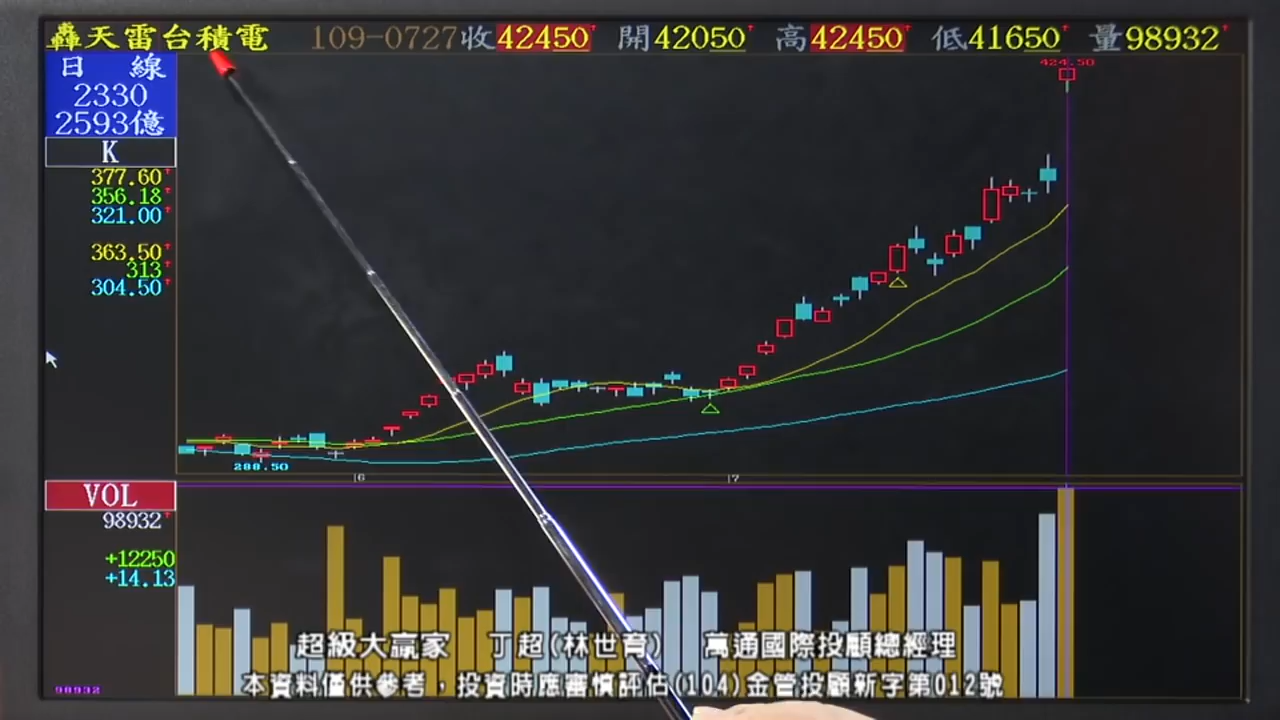 轟天雷台積電 109-0727收42450↑ 開42050↑ 高42450↑ 低41650↑ 量98932↑
日 線
2330
2593億
K
377.60↑
356.18↑
321.00↑
363.50↑
313↑
304.50↑
424.50
288.50
6 7
VOL
98932↑
+12250
+14.13
98932
超級大贏家 丁超(林世育) 萬通國際投顧總經理
本資料僅供參考，投資時應審慎評估(104)金管投顧新字第012號